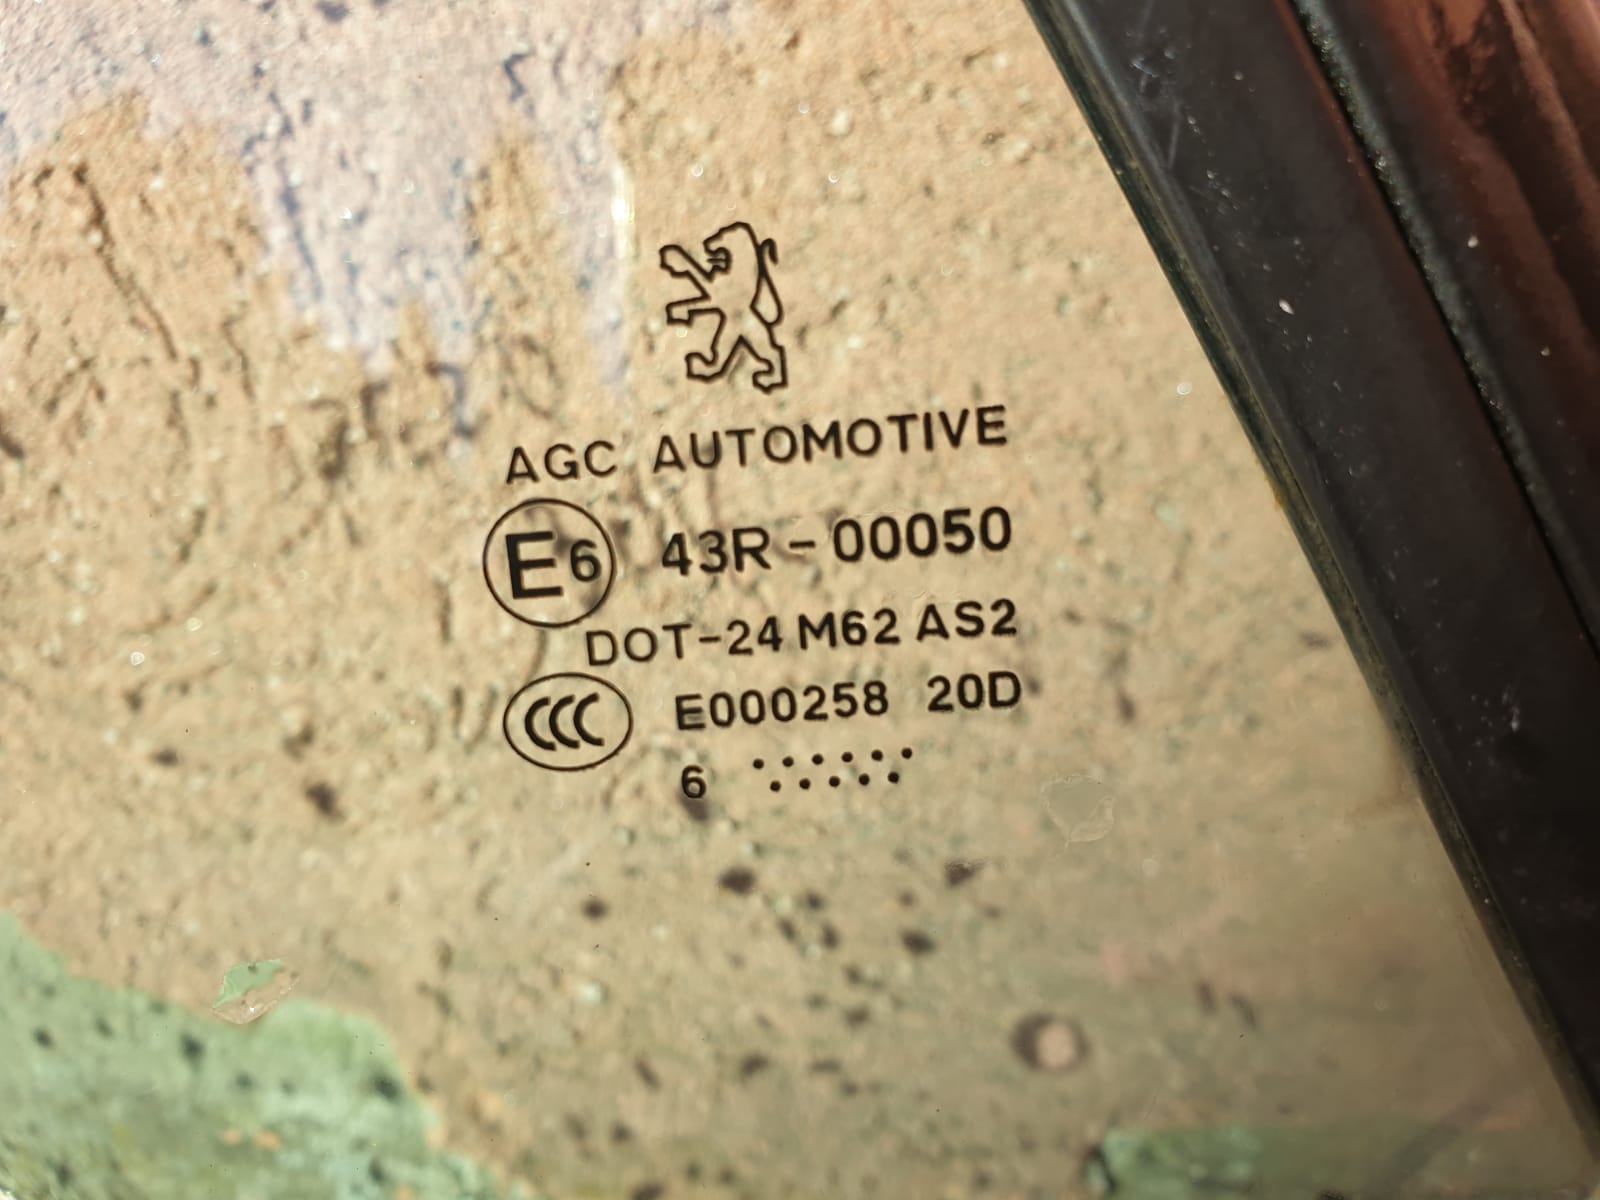 AGC AUTOMOTIVE
E6 43R-00050
DOT-24 M62 AS2
CCC E000258 20D
6 ...........